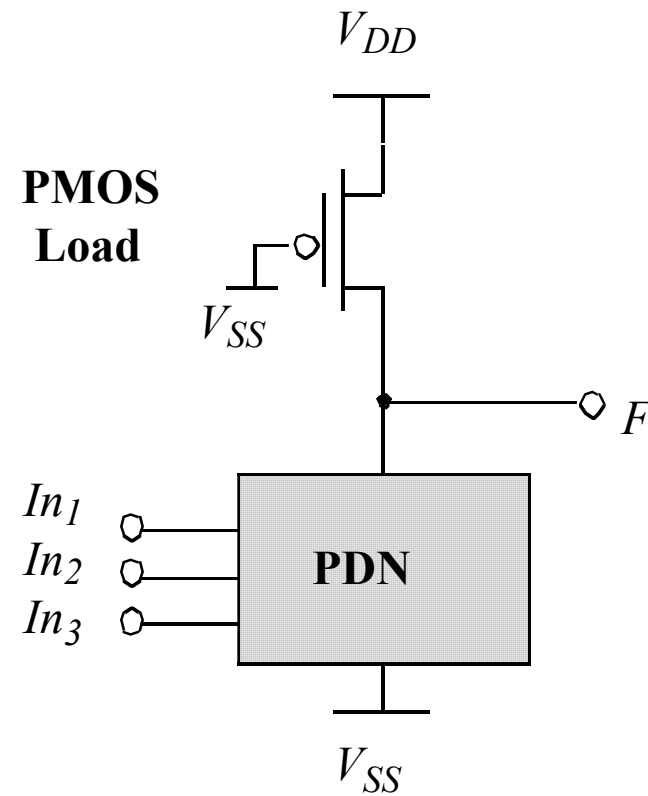 V_DD
PMOS
Load
V_SS
F
In_1
In_2
In_3
PDN
V_SS